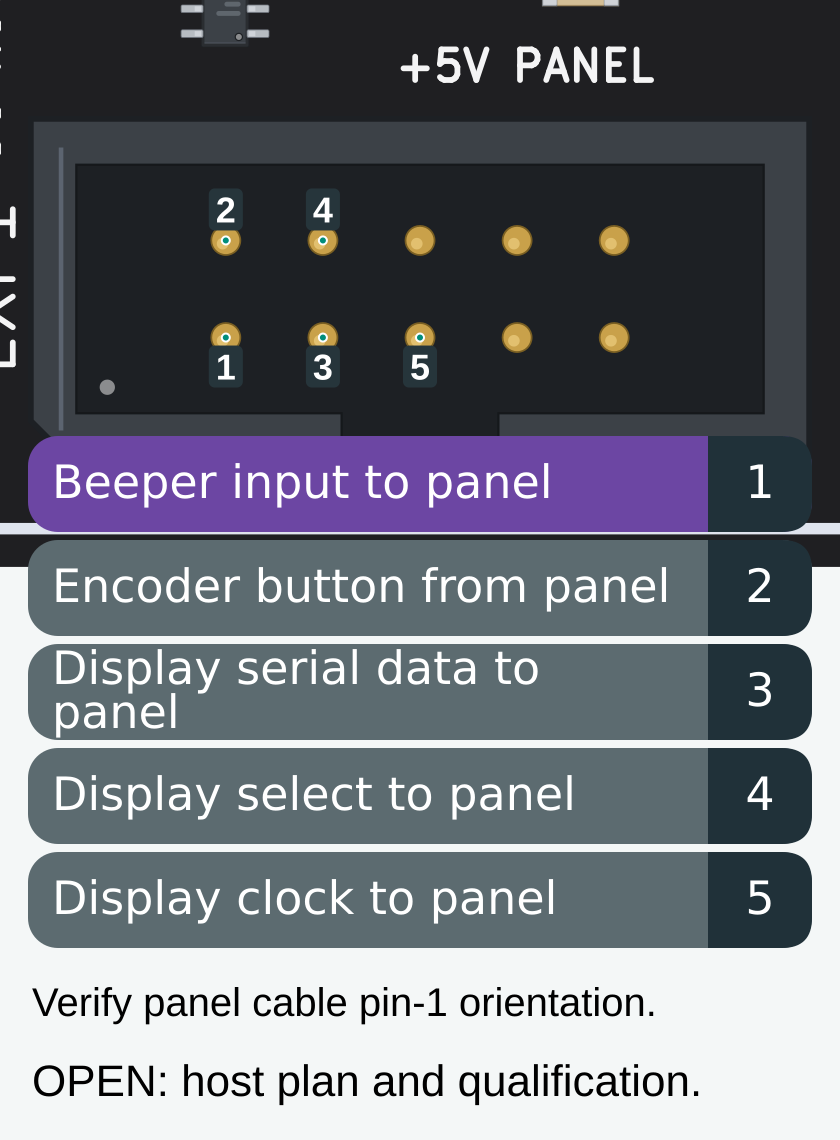 +5V PANEL
2 4
1 3 5
Beeper input to panel 1
Encoder button from panel 2
Display serial data to
panel 3
Display select to panel 4
Display clock to panel 5
Verify panel cable pin-1 orientation.
OPEN: host plan and qualification.